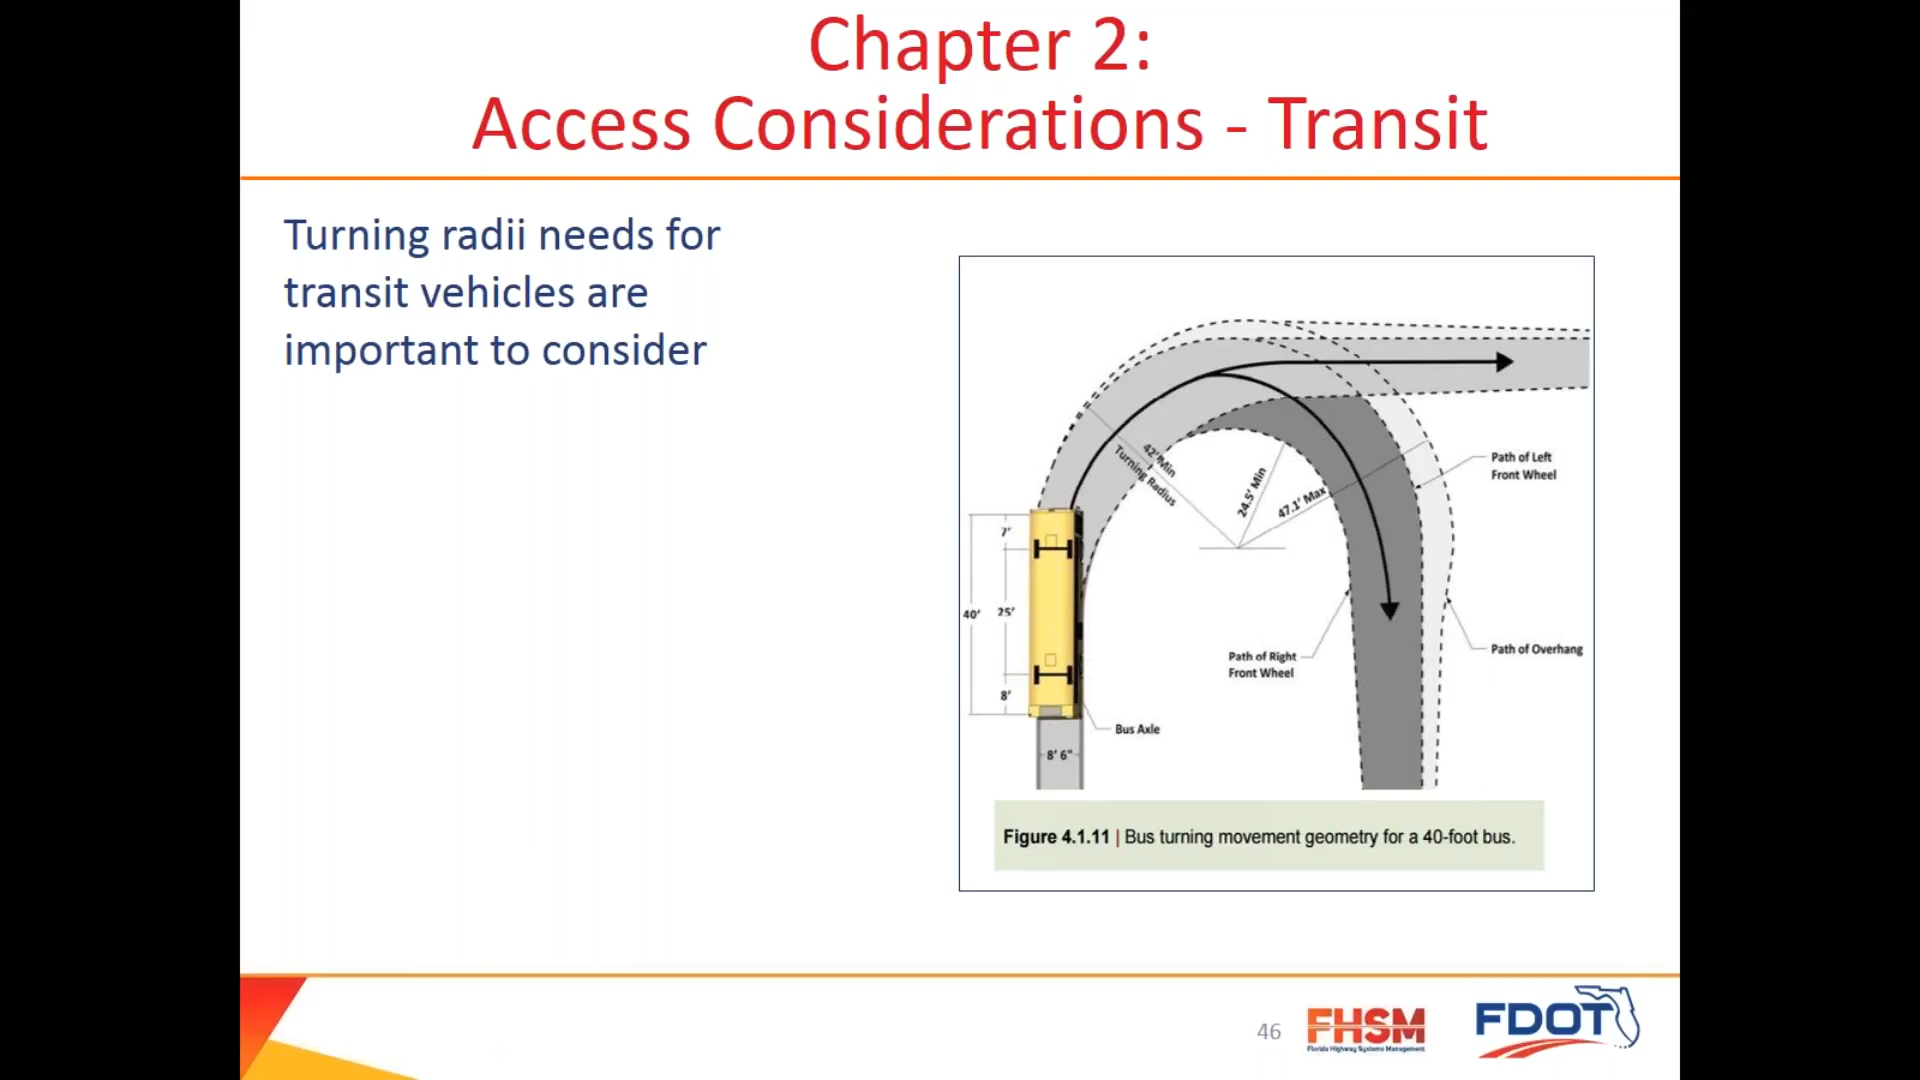 Chapter 2:
Access Considerations - Transit
Turning radii needs for
transit vehicles are
important to consider
42' Min
Turning Radius
24.5' Min
47.1' Max
Path of Left
Front Wheel
7'
40'
25'
8'
Path of Right
Front Wheel
Path of Overhang
Bus Axle
8' 6"
Figure 4.1.11 | Bus turning movement geometry for a 40-foot bus.
46
FHSM
Florida Highway Systems Management
FDOT